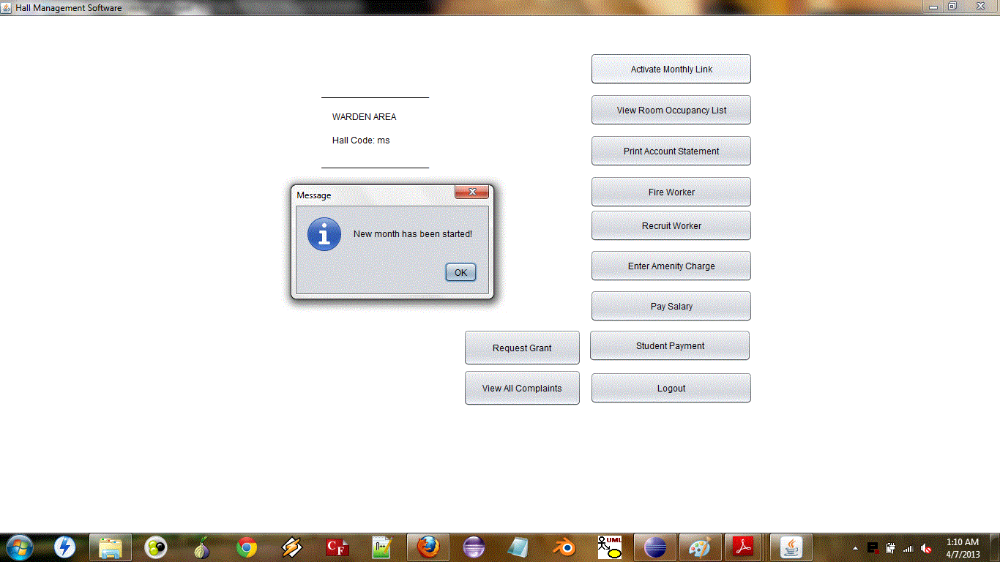 Hall Management Software
Activate Monthly Link
WARDEN AREA
View Room Occupancy List
Hall Code: ms
Print Account Statement
Message
Fire Worker
New month has been started!
Recruit Worker
OK
Enter Amenity Charge
Pay Salary
Request Grant
Student Payment
View All Complaints
Logout
CF
n++
UML
1:10 AM
4/7/2013